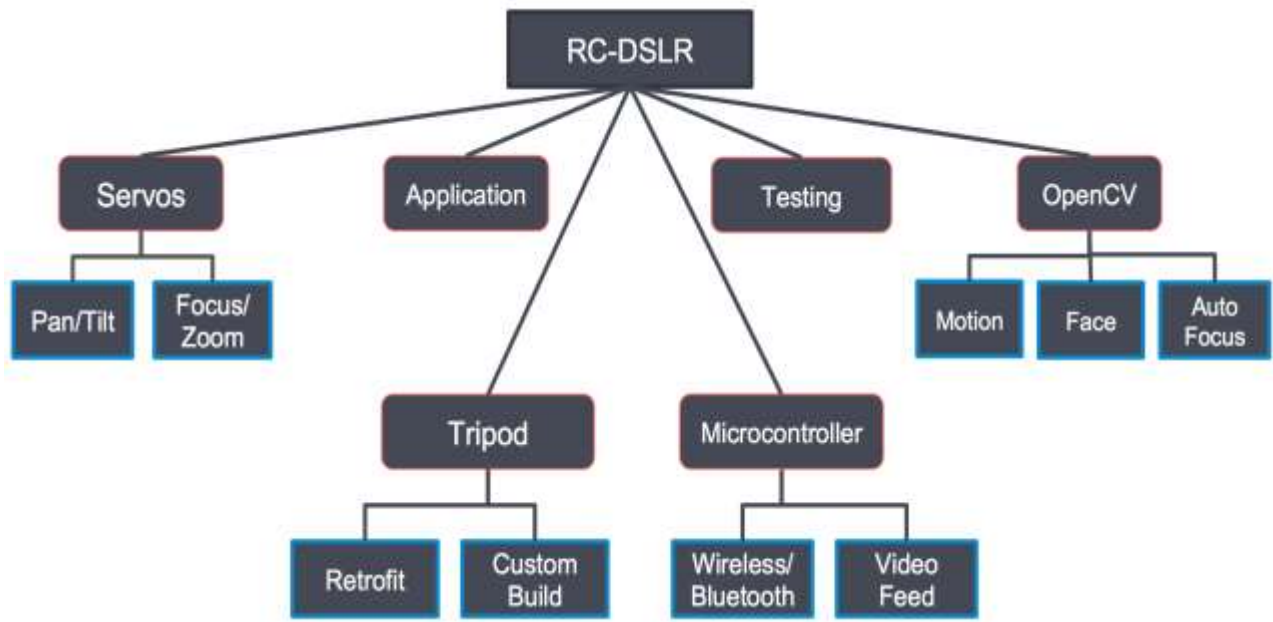 RC-DSLR
Servos
Application
Testing
OpenCV
Pan/Tilt
Focus/
Zoom
Motion
Face
Auto
Focus
Tripod
Microcontroller
Retrofit
Custom
Build
Wireless/
Bluetooth
Video
Feed